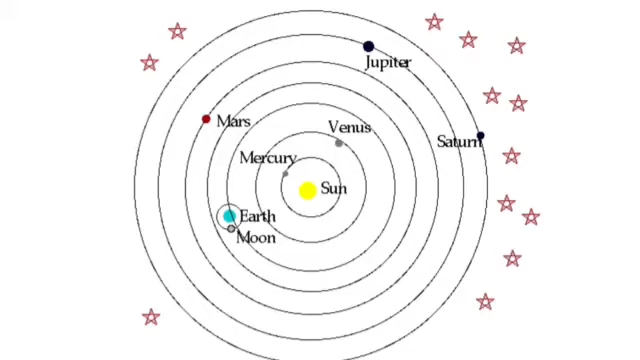 Jupiter
Mars
Venus
Saturn
Mercury
Sun
Earth
Moon